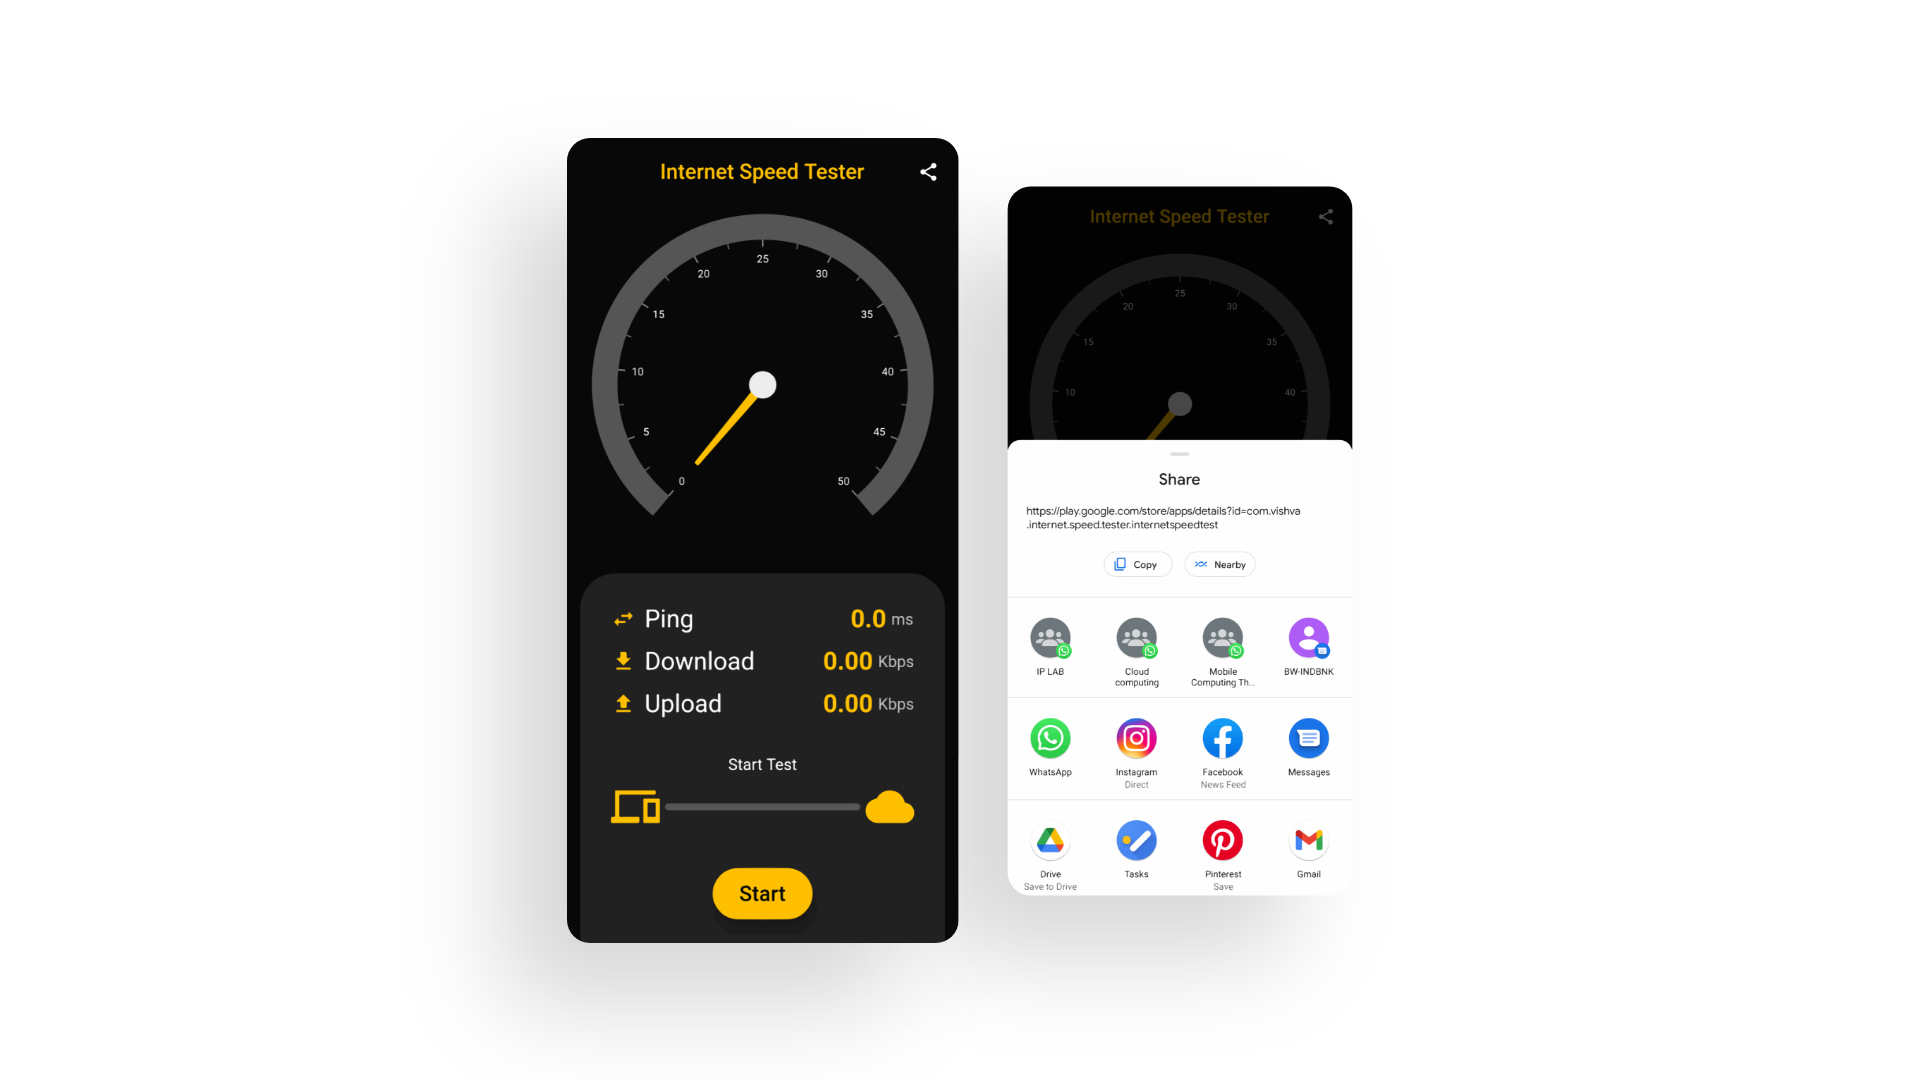 Internet Speed Tester
25
20
30
15
35
10
40
5
45
0
50
Ping 0.0 ms
Download 0.00 Kbps
Upload 0.00 Kbps
Start Test
Start
Internet Speed Tester
25
20
30
15
35
10
40
Share
https://play.google.com/store/apps/details?id=com.vishva
.internet.speed.tester.internetspeedtest
Copy Nearby
IP LAB Cloud Mobile BW-INDBNK
computing Computing Th...
WhatsApp Instagram Facebook Messages
Direct News Feed
Drive Tasks Pinterest Gmail
Save to Drive Save